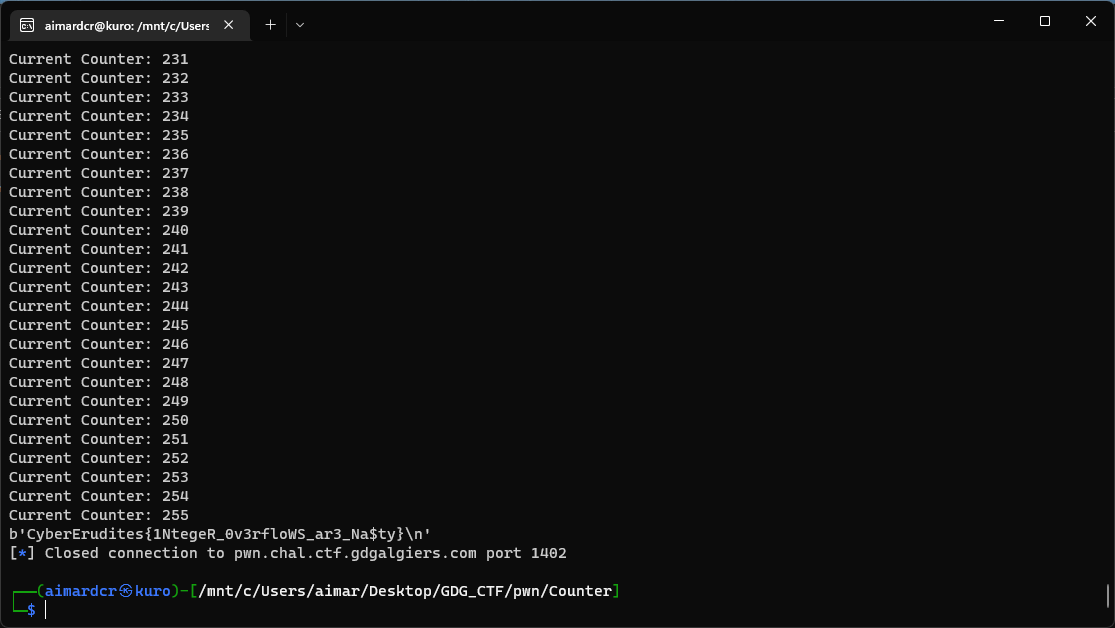 aimardcr@kuro: /mnt/c/Users
Current Counter: 231
Current Counter: 232
Current Counter: 233
Current Counter: 234
Current Counter: 235
Current Counter: 236
Current Counter: 237
Current Counter: 238
Current Counter: 239
Current Counter: 240
Current Counter: 241
Current Counter: 242
Current Counter: 243
Current Counter: 244
Current Counter: 245
Current Counter: 246
Current Counter: 247
Current Counter: 248
Current Counter: 249
Current Counter: 250
Current Counter: 251
Current Counter: 252
Current Counter: 253
Current Counter: 254
Current Counter: 255
b'CyberErudites{1NtegeR_0v3rfloWS_ar3_Na$ty}\n'
[*] Closed connection to pwn.chal.ctf.gdgalgiers.com port 1402
┌──(aimardcr㉿kuro)-[/mnt/c/Users/aimar/Desktop/GDG_CTF/pwn/Counter]
└─$